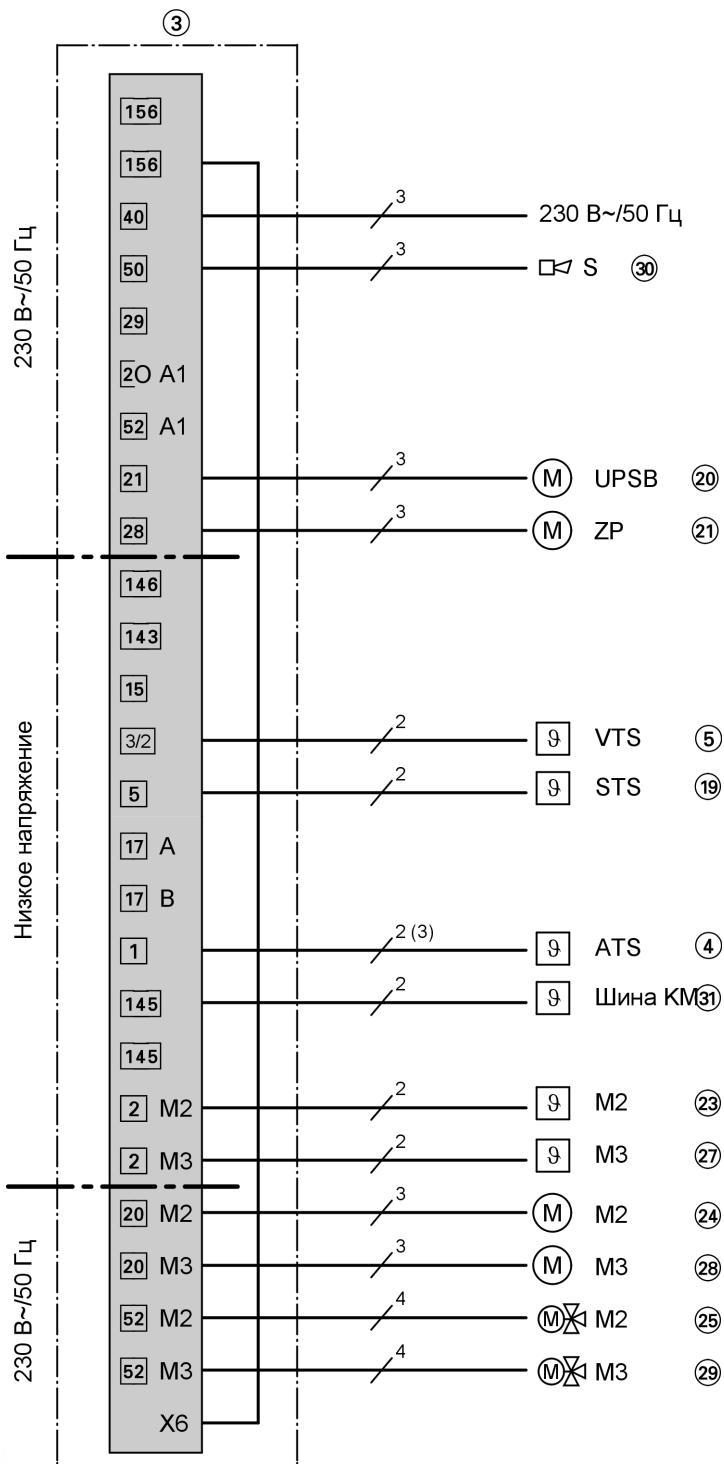 3
156
156
40 3 230 В~/50 Гц
50 3 S 30
29
2O A1
52 A1
21 3 M UPSB 20
28 3 M ZP 21
230 В~/50 Гц
146
143
15
3/2 2 ϑ VTS 5
5 2 ϑ STS 19
17 A
17 B
1 2 (3) ϑ ATS 4
145 2 ϑ Шина KM 31
145
2 M2 2 ϑ M2 23
2 M3 2 ϑ M3 27
Низкое напряжение
20 M2 3 M M2 24
20 M3 3 M M3 28
52 M2 4 M M2 25
52 M3 4 M M3 29
X6
230 В~/50 Гц